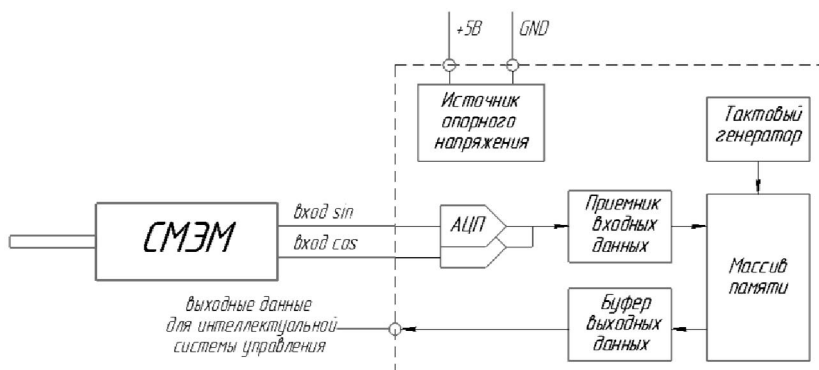 +5В
GND
Источник
опорного
напряжения
Тактовый
генератор
СМЭМ
вход sin
вход cos
АЦП
Приемник
входных
данных
Массив
памяти
выходные данные
для интеллектуальной
системы управления
Буфер
выходных
данных